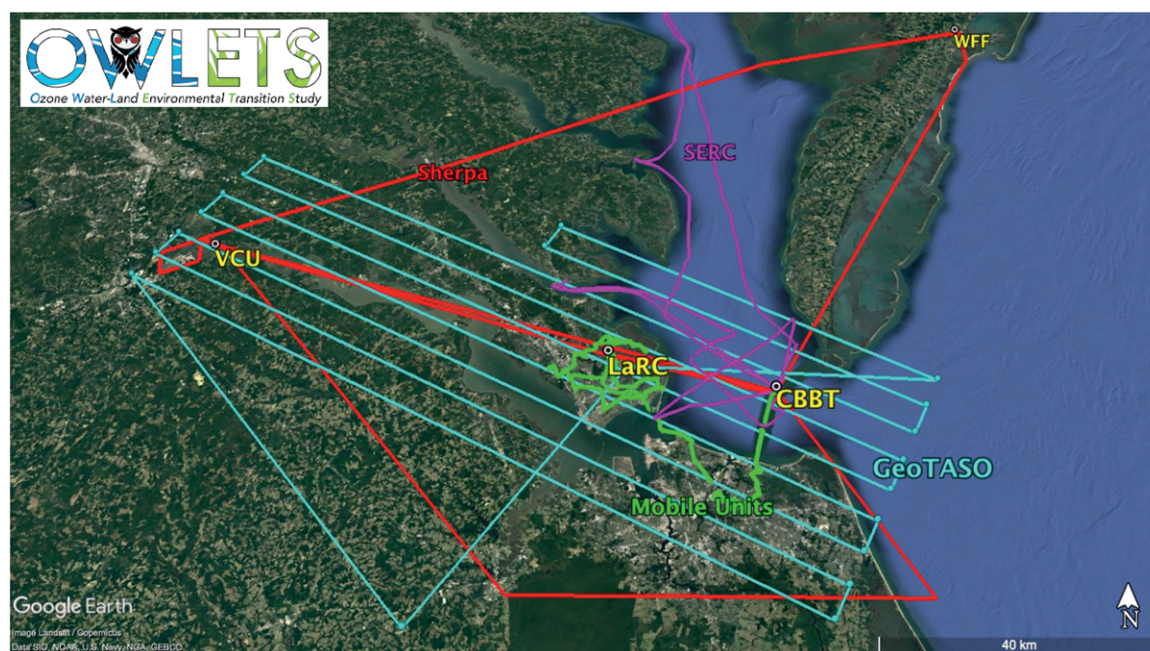 OWLETS
Ozone Water-Land Environmental Transition Study
WFF
SERC
Sherpa
VCU
LaRC
CBBT
GeoTASO
Mobile Units
Google Earth
Image Landsat / Copernicus
Data SIO, NOAA, U.S. Navy, NGA, GEBCO
N
40 km